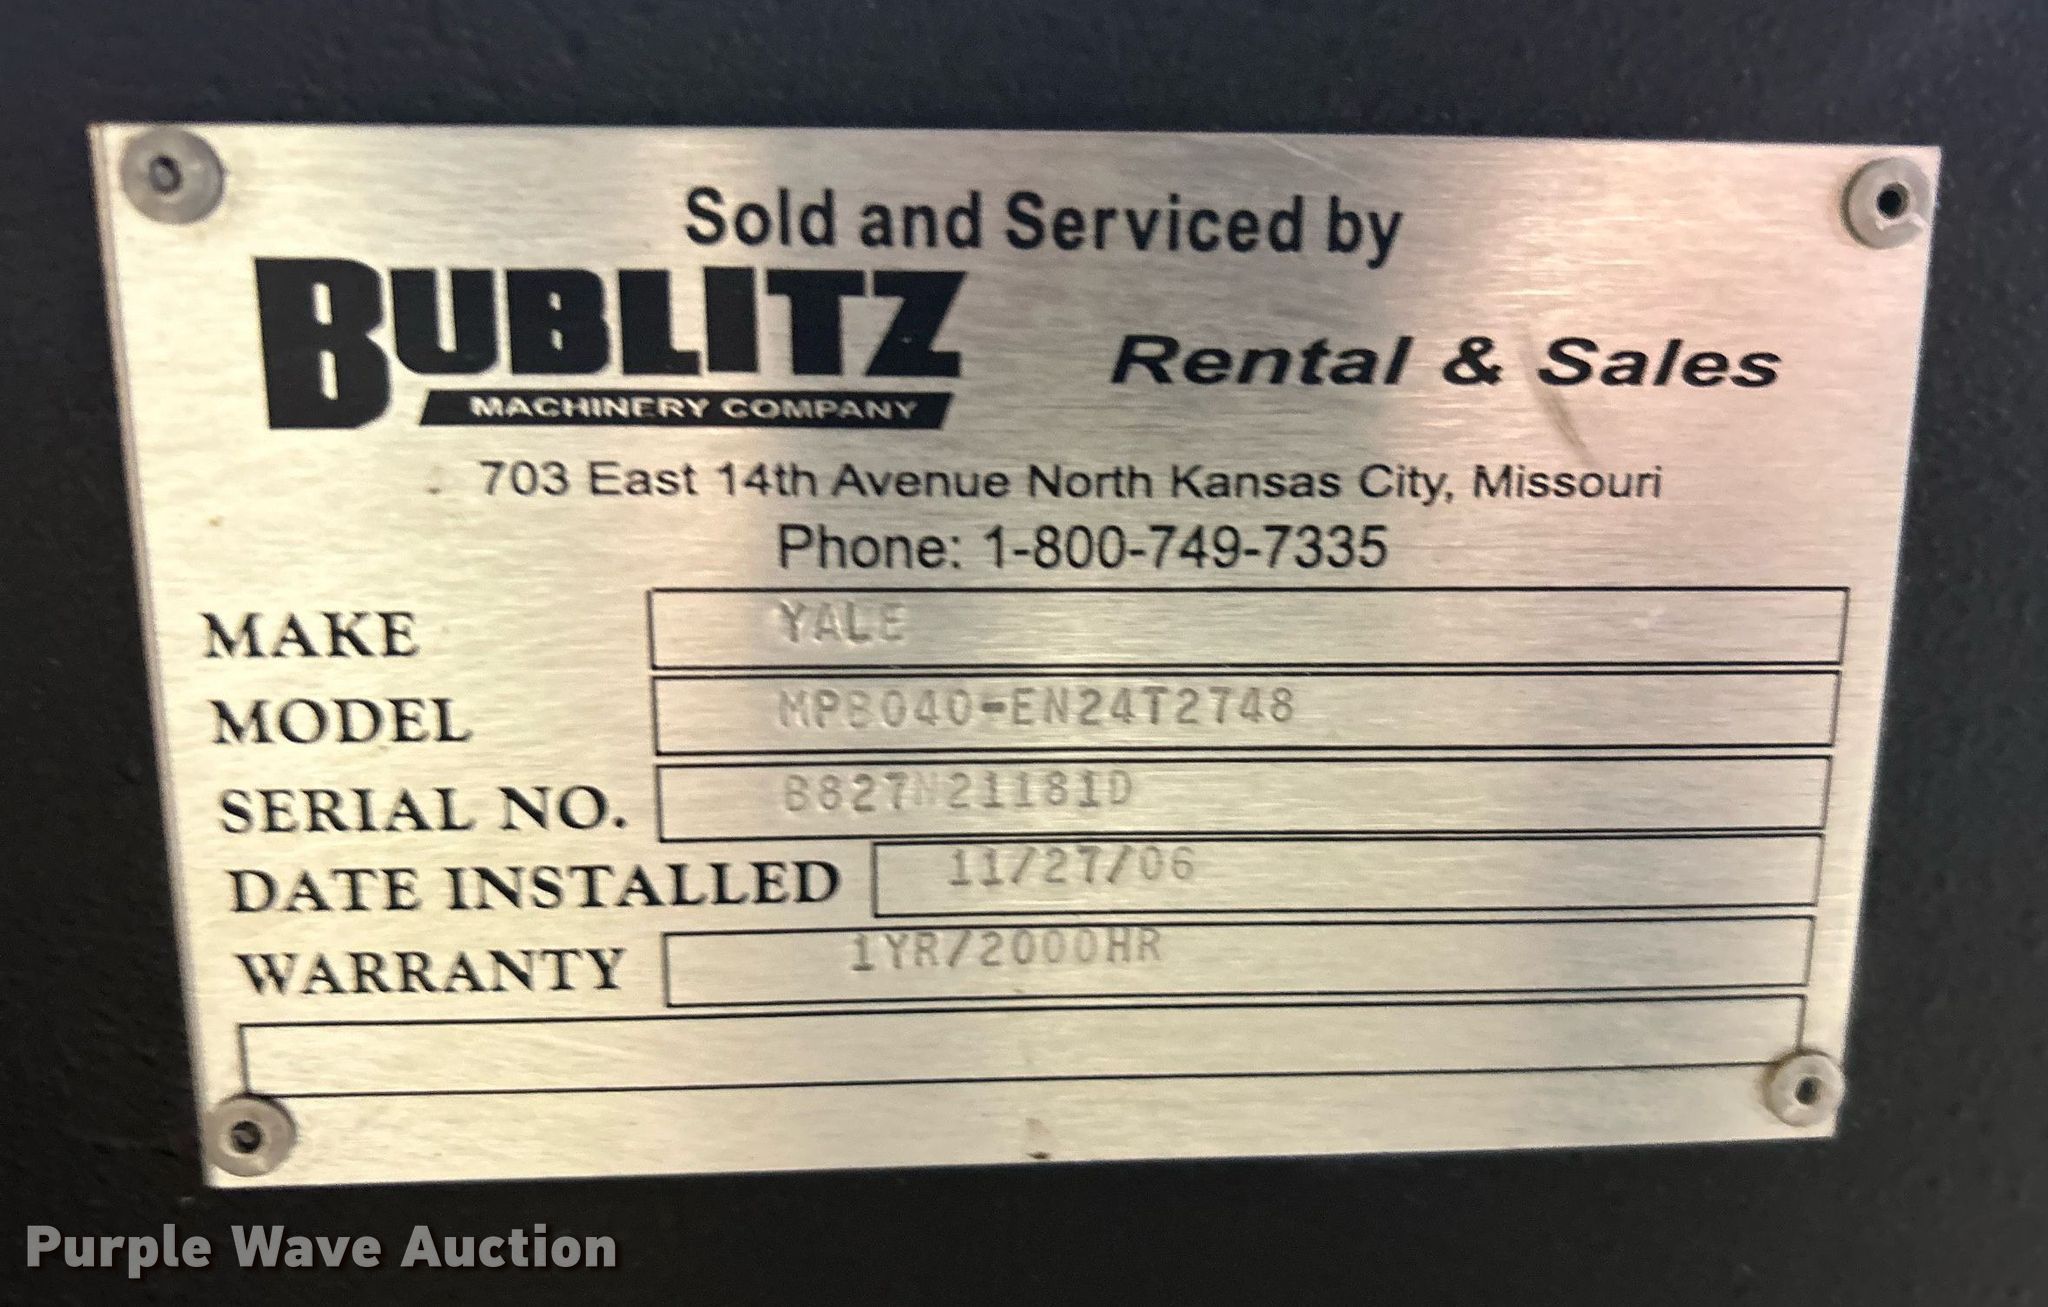 Sold and Serviced by
BUBLITZ
MACHINERY COMPANY
Rental & Sales
703 East 14th Avenue North Kansas City, Missouri
Phone: 1-800-749-7335
MAKE YALE
MODEL MPB040-EN24T2748
SERIAL NO. B827N21181D
DATE INSTALLED 11/27/06
WARRANTY 1YR/2000HR
Purple Wave Auction